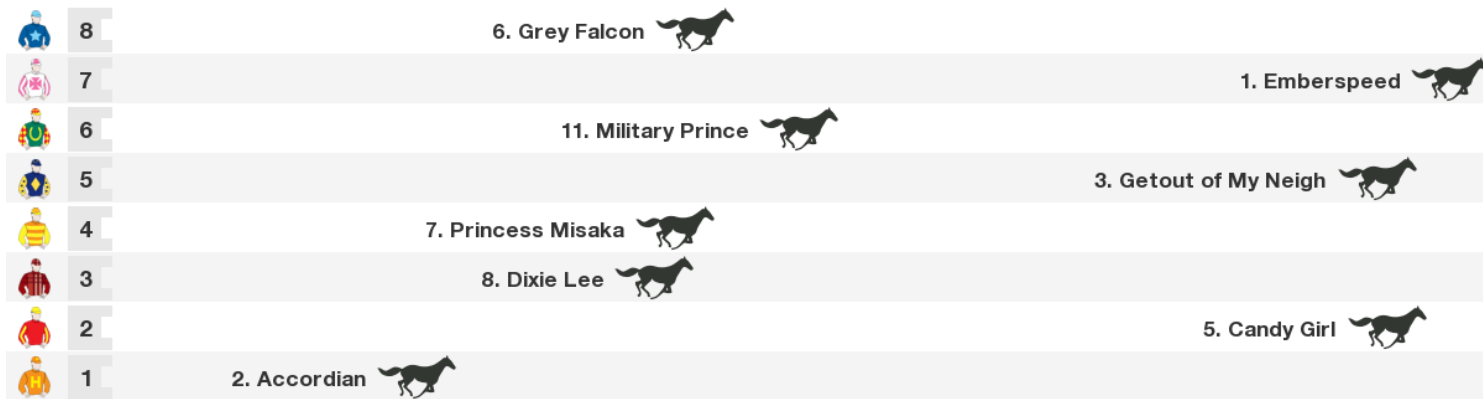 8 6. Grey Falcon
7 1. Emberspeed
6 11. Military Prince
5 3. Getout of My Neigh
4 7. Princess Misaka
3 8. Dixie Lee
2 5. Candy Girl
H 1 2. Accordian